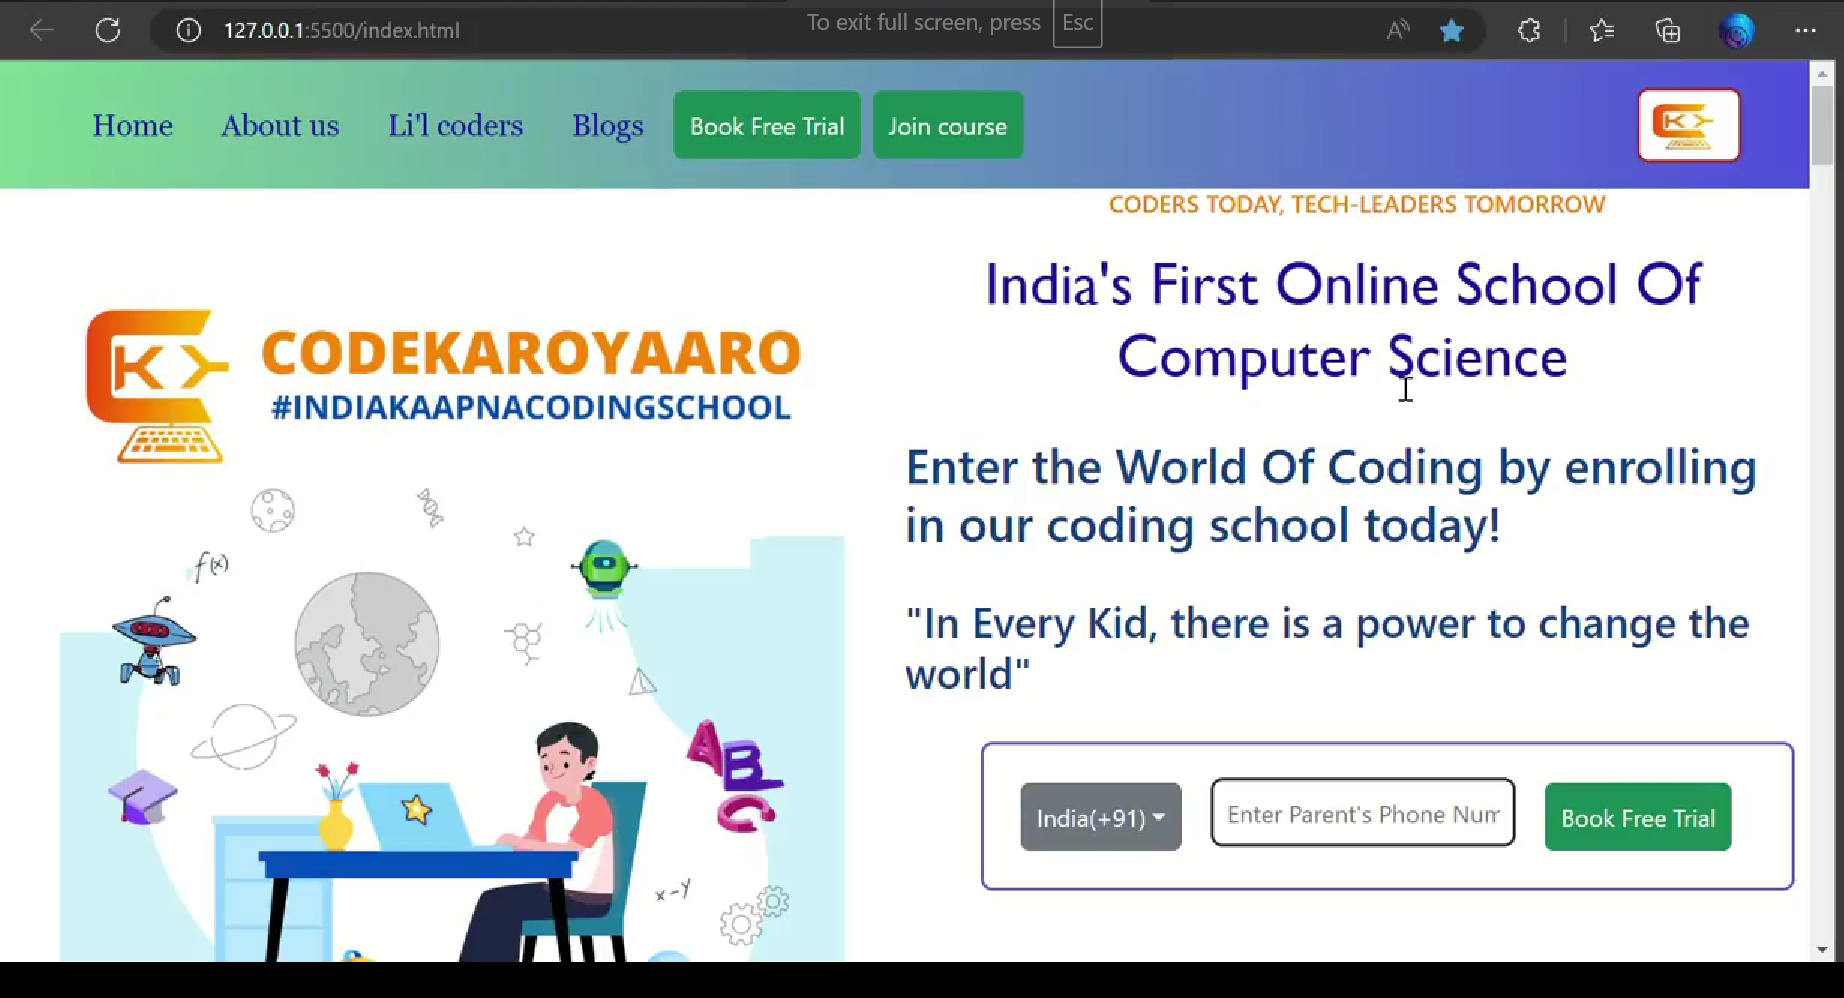 127.0.0.1:5500/index.html
To exit full screen, press Esc
Home About us Li'l coders Blogs Book Free Trial Join course
CODERS TODAY, TECH-LEADERS TOMORROW
India's First Online School Of
Computer Science
CODEKAROYAARO
#INDIAKAAPNACODINGSCHOOL
Enter the World Of Coding by enrolling
in our coding school today!
f(x)
"In Every Kid, there is a power to change the
world"
ABC
India(+91) Enter Parent's Phone Num Book Free Trial
x-y